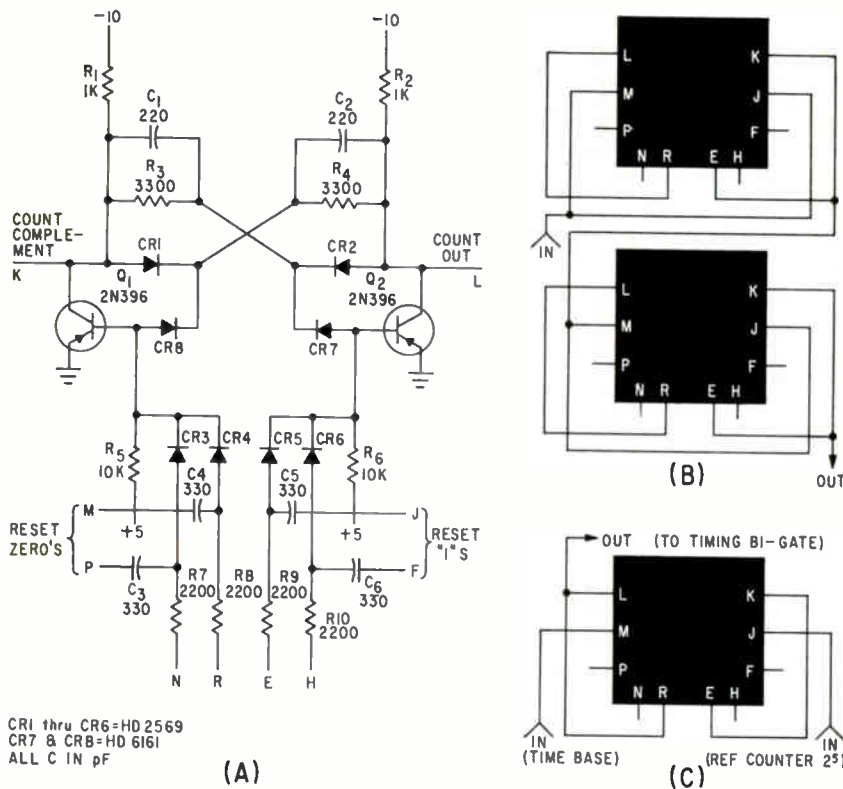 -10
-10
R1
1K
R2
1K
C1
220
C2
220
R3
3300
R4
3300
COUNT
COMPLE-
MENT
K
CR1
CR2
COUNT
OUT
L
Q1
2N396
Q2
2N396
CR8
CR7
R5
10K
CR3
CR4
CR5
CR6
R6
10K
C4
330
C5
330
M
+5
+5
J
RESET
ZERO'S
RESET
"1"S
P
C3
330
R7
2200
R8
2200
R9
2200
R10
2200
C6
330
F
N R E H
CR1 thru CR6=HD 2569
CR7 & CR8=HD 6161
ALL C IN pF
(A)
L K
M J
P F
N R E H
IN
L K
M J
P F
N R E H
(B)
OUT
OUT (TO TIMING BI-GATE)
L K
M J
P F
N R E H
IN
(TIME BASE)
IN
(REF COUNTER 2⁵)
(C)